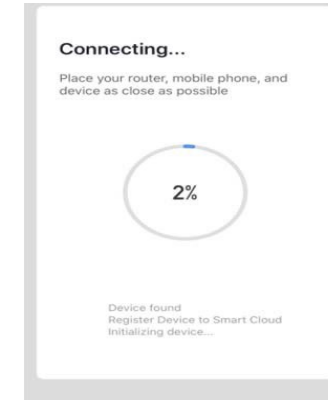 Connecting...
Place your router, mobile phone, and
device as close as possible
2%
Device found
Register Device to Smart Cloud
Initializing device...